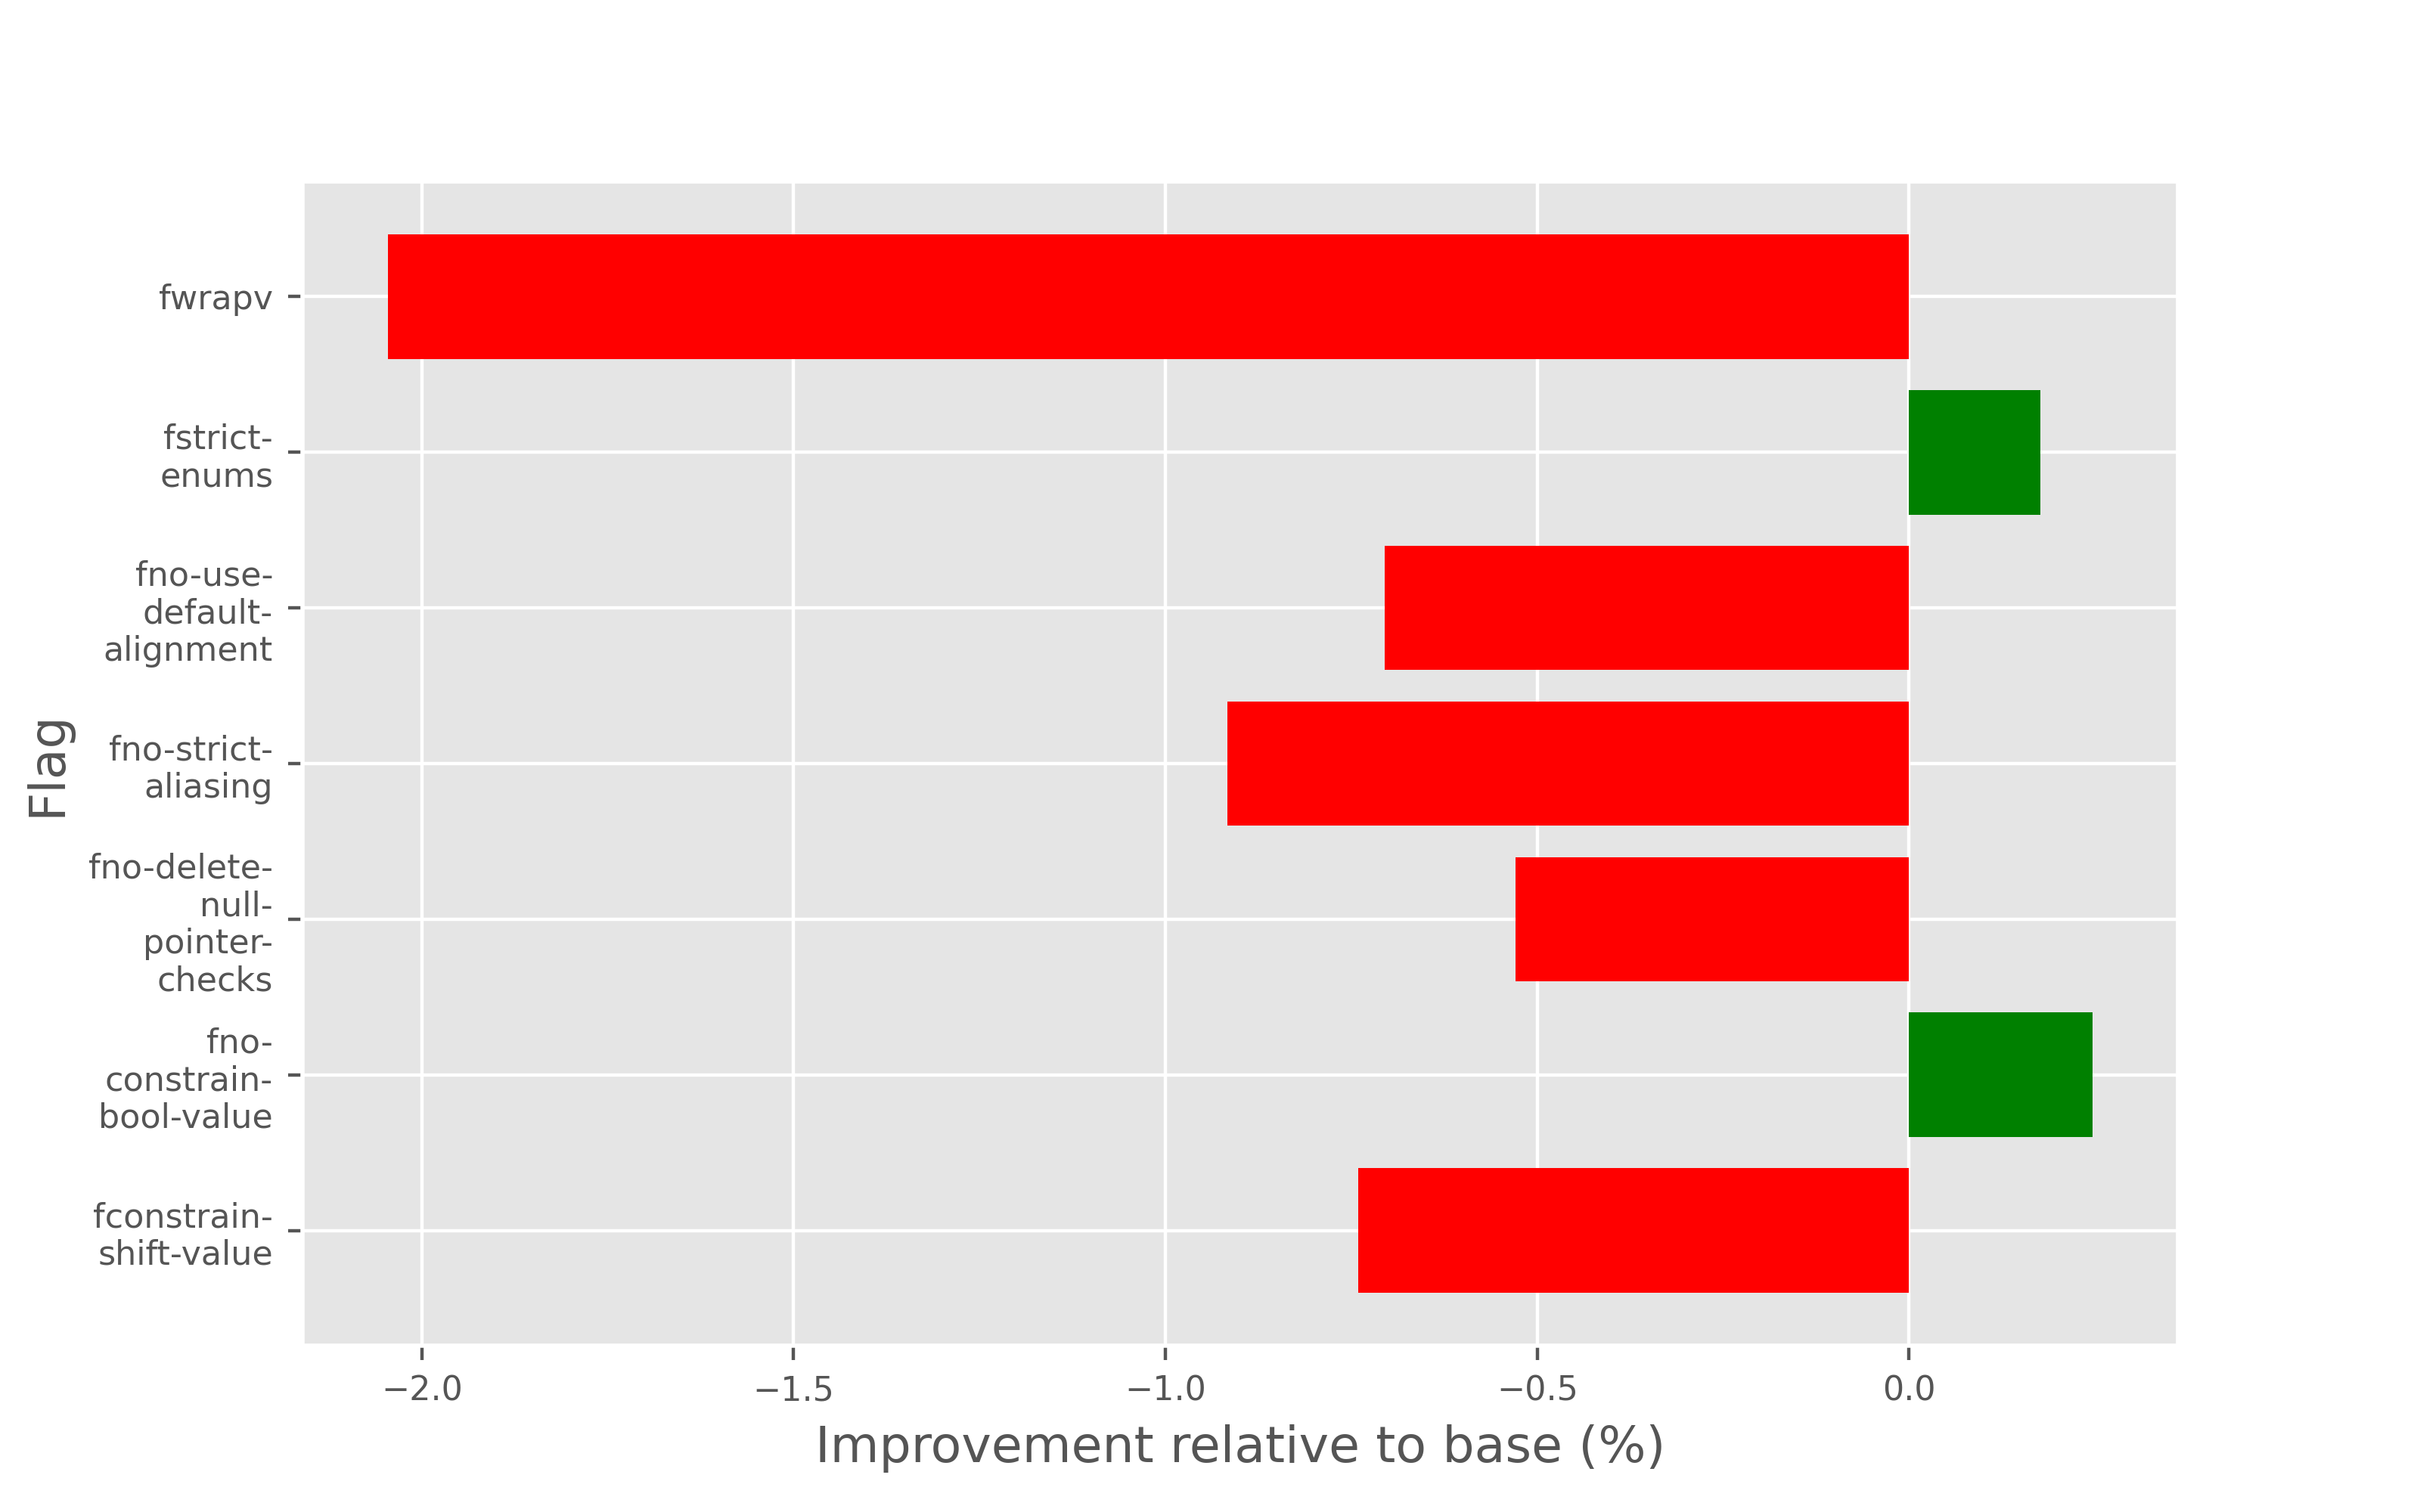 fwrapv
fstrict-
enums
fno-use-
default-
alignment
fno-strict-
aliasing
fno-delete-
null-
pointer-
checks
fno-
constrain-
bool-value
fconstrain-
shift-value
Flag
−2.0 −1.5 −1.0 −0.5 0.0
Improvement relative to base (%)